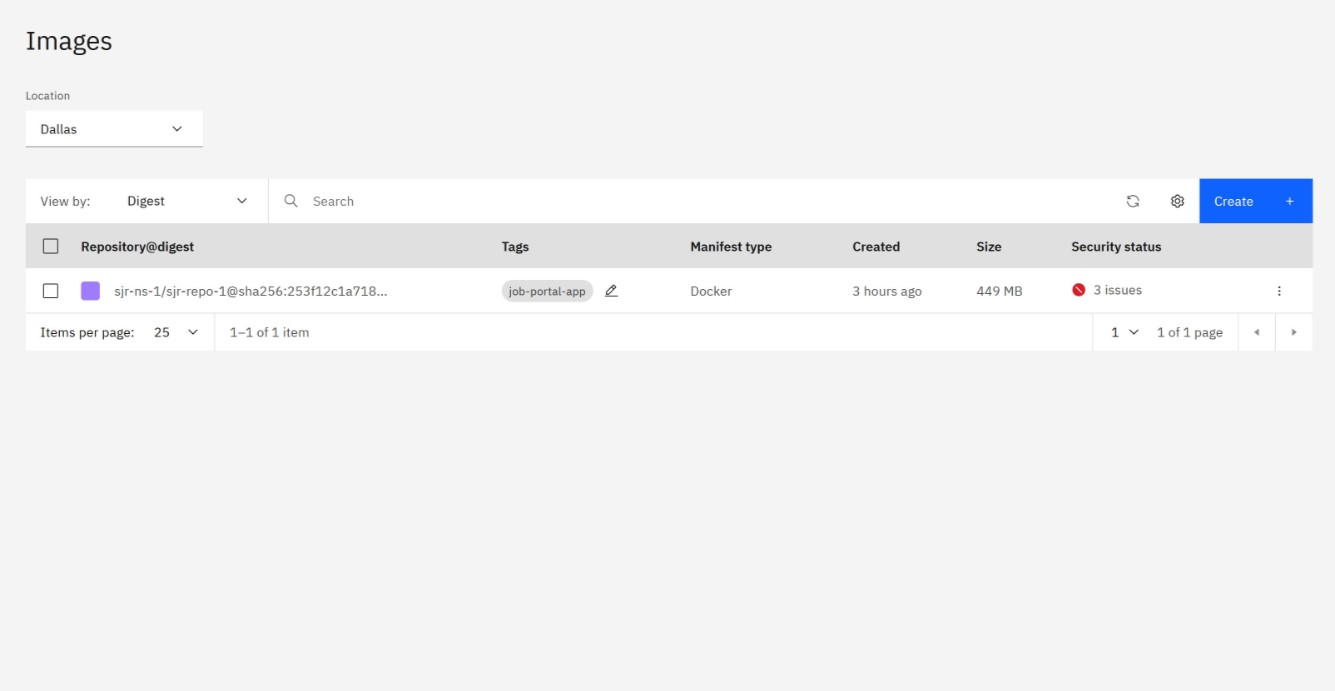 Images
Location
Dallas
View by: Digest Search Create +
Repository@digest Tags Manifest type Created Size Security status
sjr-ns-1/sjr-repo-1@sha256:253f12c1a718... job-portal-app Docker 3 hours ago 449 MB 3 issues
Items per page: 25 1–1 of 1 item 1 1 of 1 page